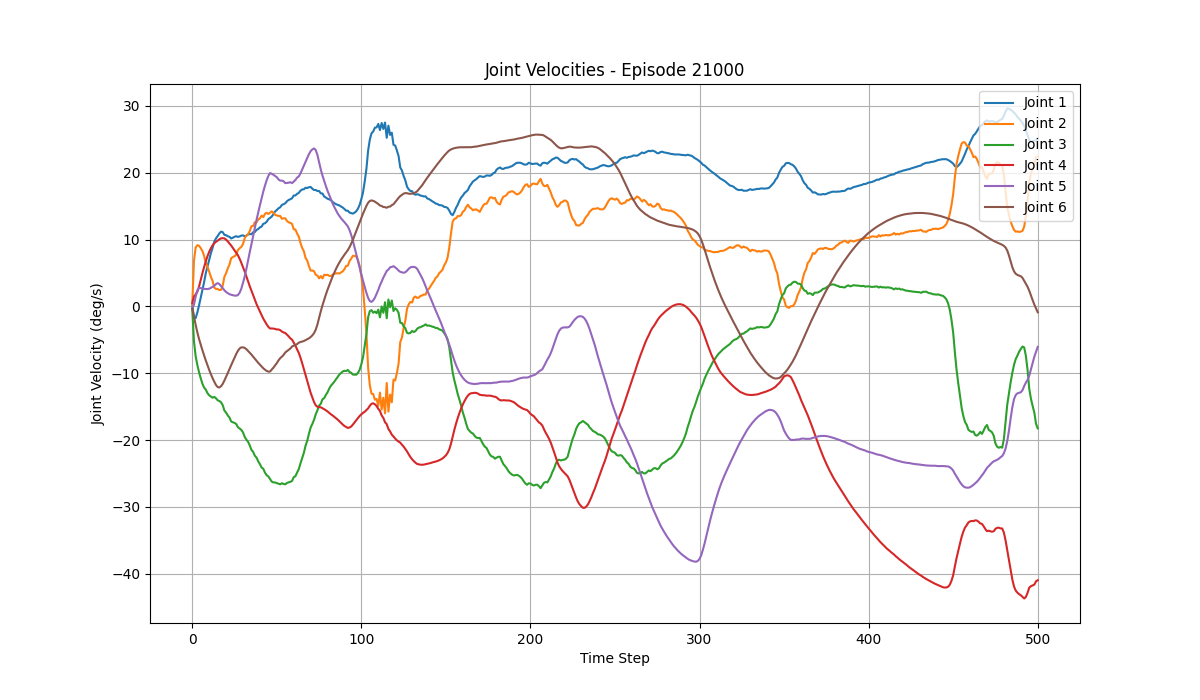 Joint Velocities - Episode 21000
Joint Velocity (deg/s)
30
20
10
0
−10
−20
−30
−40
Joint 1
Joint 2
Joint 3
Joint 4
Joint 5
Joint 6
0 100 200 300 400 500
Time Step